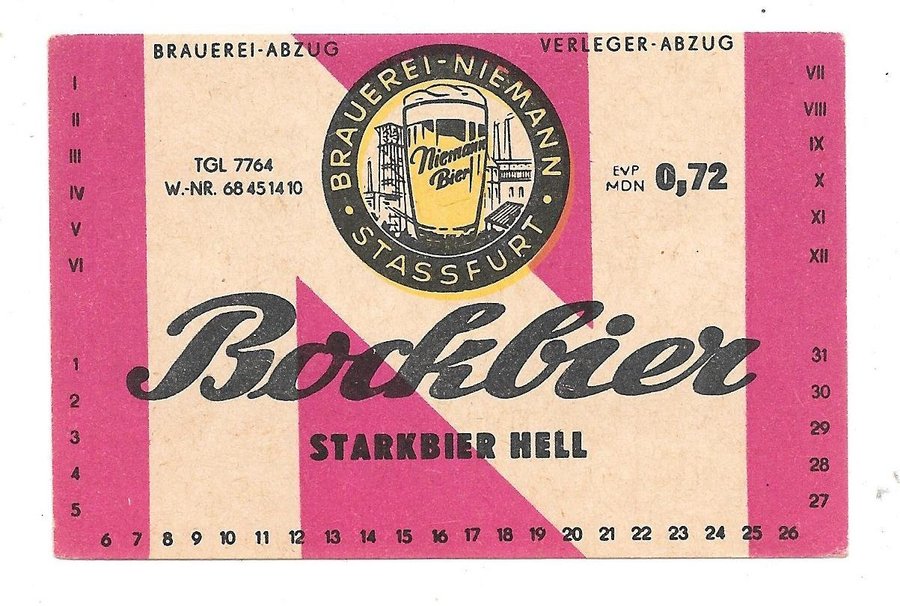 BRAUEREI-ABZUG
VERLEGER-ABZUG
I
II
III
IV
V
VI
VII
VIII
IX
X
XI
XII
BRAUEREI-NIEMANN
• STASSFURT •
Niemann
Bier
TGL 7764
W.-NR. 68 45 14 10
EVP
MDN 0,72
Bockbier
STARKBIER HELL
1
2
3
4
5
31
30
29
28
27
6 7 8 9 10 11 12 13 14 15 16 17 18 19 20 21 22 23 24 25 26